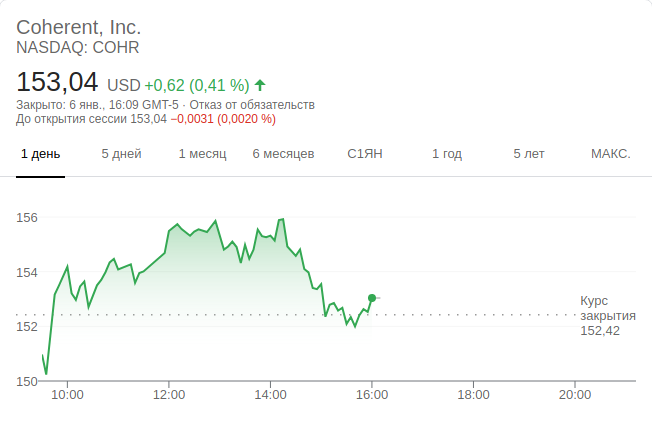 Coherent, Inc.
NASDAQ: COHR
153,04 USD +0,62 (0,41 %)
Закрыто: 6 янв., 16:09 GMT-5 · Отказ от обязательств
До открытия сессии 153,04 −0,0031 (0,0020 %)
1 день 5 дней 1 месяц 6 месяцев С1ЯН 1 год 5 лет МАКС.
156
154
Курс
закрытия
152,42
152
150
10:00 12:00 14:00 16:00 18:00 20:00